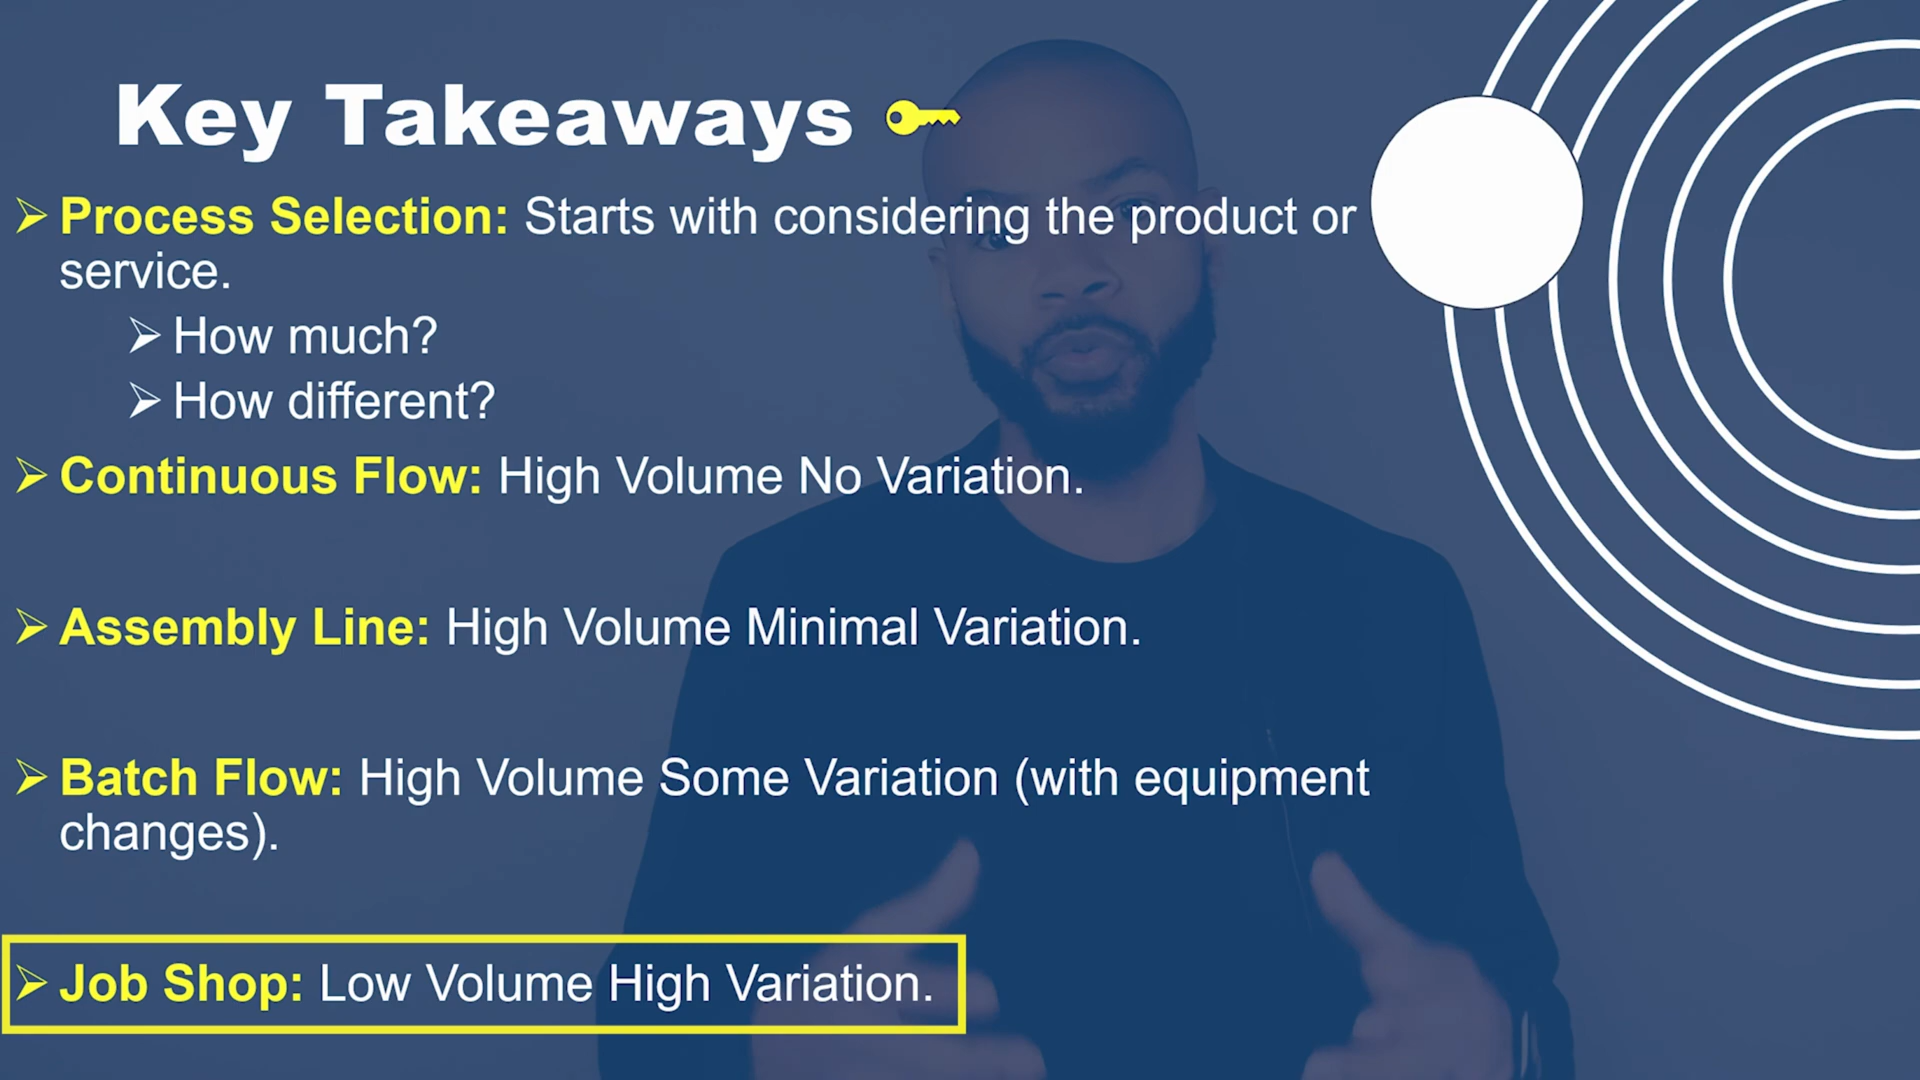 Key Takeaways
Process Selection: Starts with considering the product or
service.
How much?
How different?
Continuous Flow: High Volume No Variation.
Assembly Line: High Volume Minimal Variation.
Batch Flow: High Volume Some Variation (with equipment
changes).
Job Shop: Low Volume High Variation.